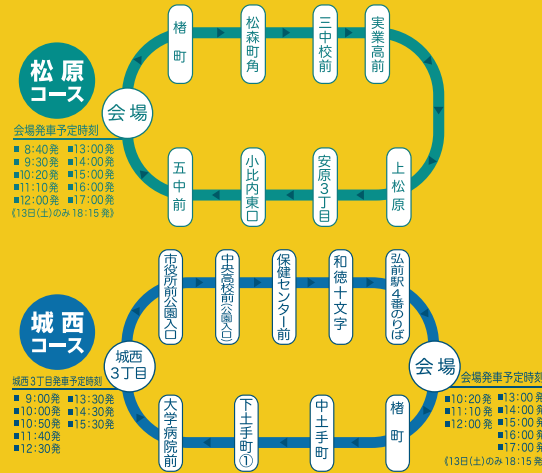 松原
コース
会場
楮町
松森町角
三中校前
実業高前
上松原
安原3丁目
小比内東口
五中前
会場発車予定時刻
■ 8:40発 ■13:00発
■ 9:30発 ■14:00発
■10:20発 ■15:00発
■11:10発 ■16:00発
■12:00発 ■17:00発
《13日(土)のみ 18:15 発》
城西
コース
城西
3丁目
市役所前公園入口
中央高校前(公園入口)
保健センター前
和徳十文字
弘前駅4番のりば
会場
楮町
中土手町
下土手町①
大学病院前
城西3丁目発車予定時刻
■ 9:00発 ■13:30発
■10:00発 ■14:30発
■10:50発 ■15:30発
■11:40発
■12:30発
会場発車予定時刻
■10:20発 ■13:00発
■11:10発 ■14:00発
■12:00発 ■15:00発
■16:00発
■17:00発
《13日(土)のみ 18:15 発